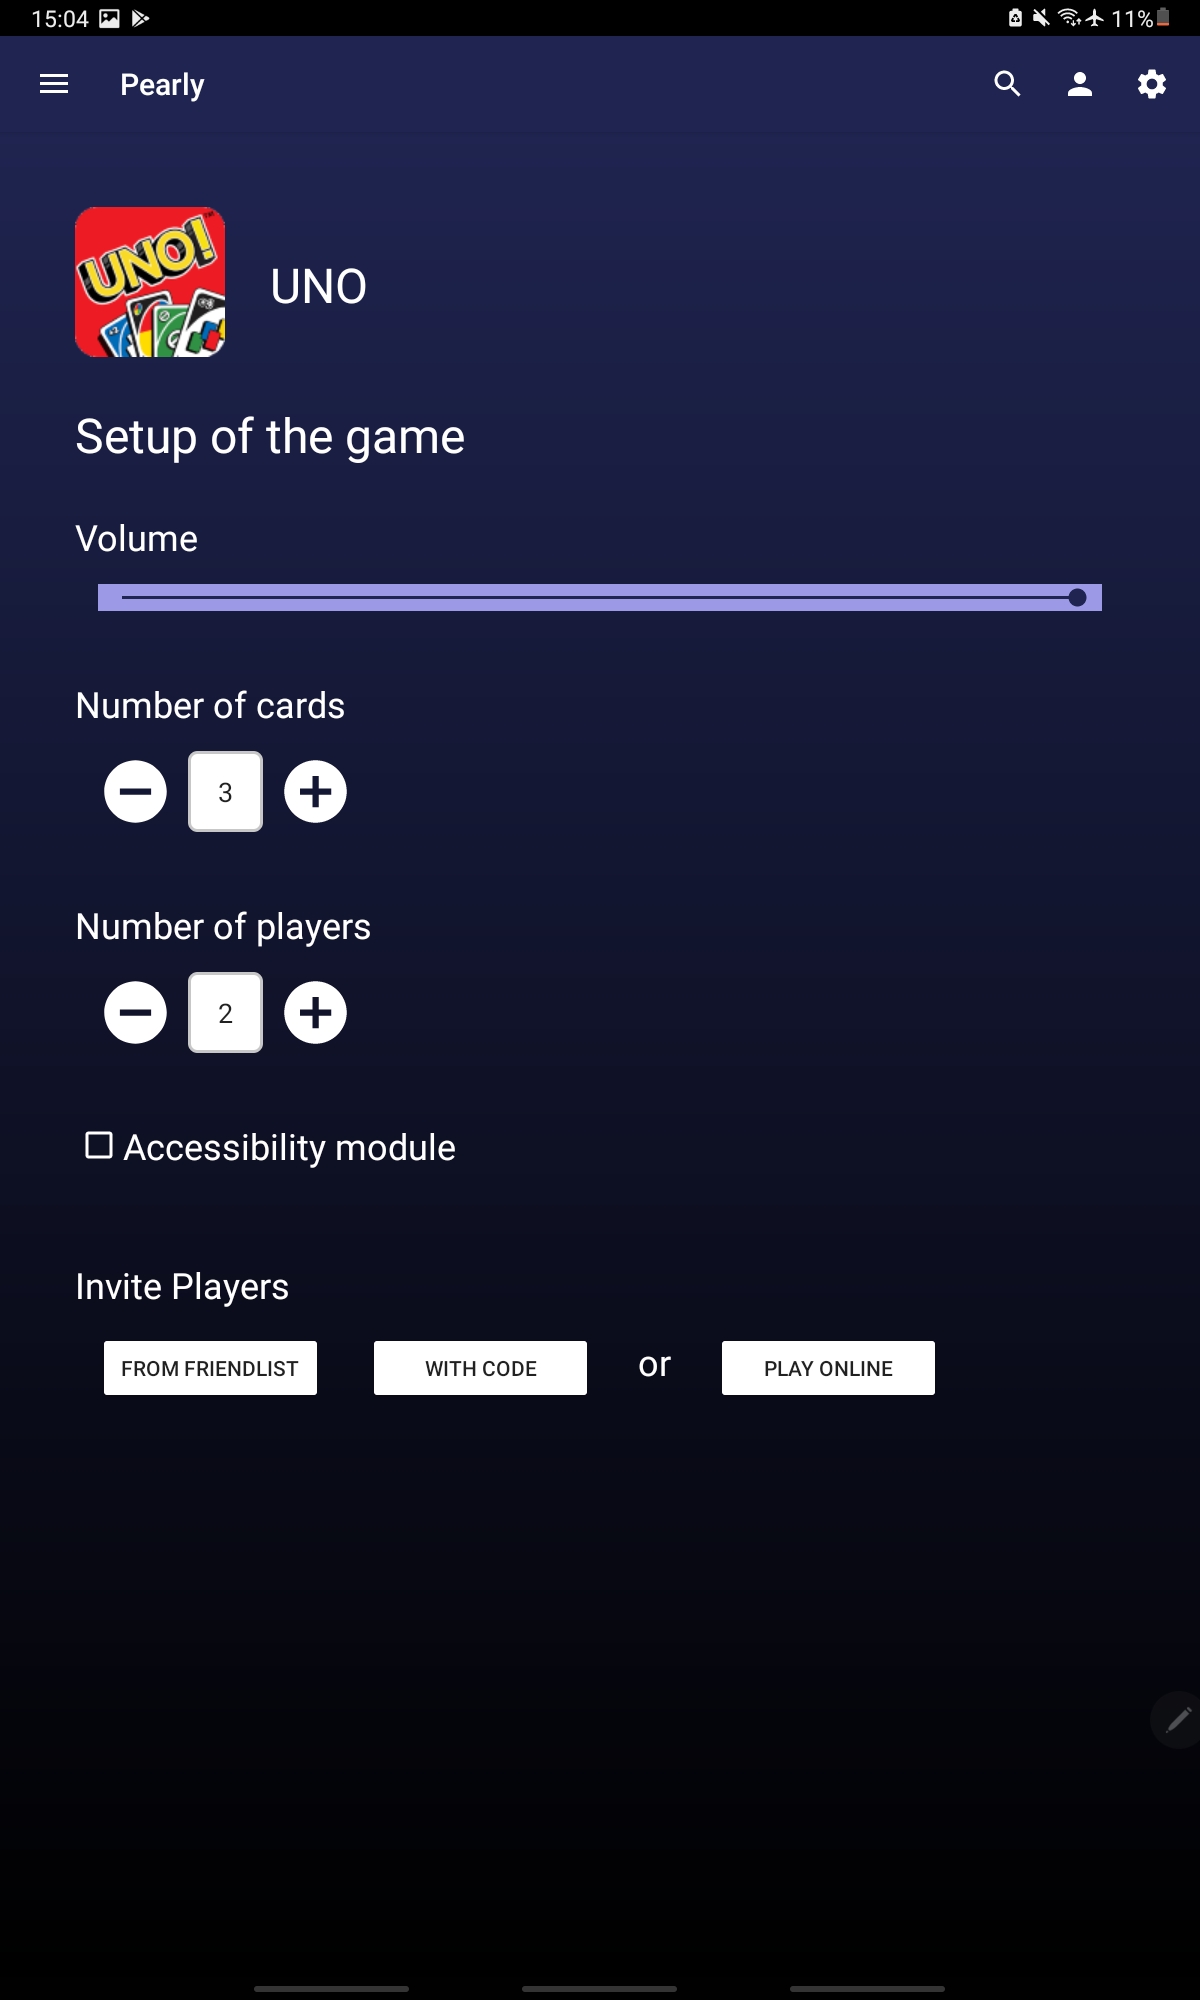 15:04 11%
Pearly
UNO!
UNO
Setup of the game
Volume
Number of cards
3
Number of players
2
Accessibility module
Invite Players
FROM FRIENDLIST WITH CODE or PLAY ONLINE